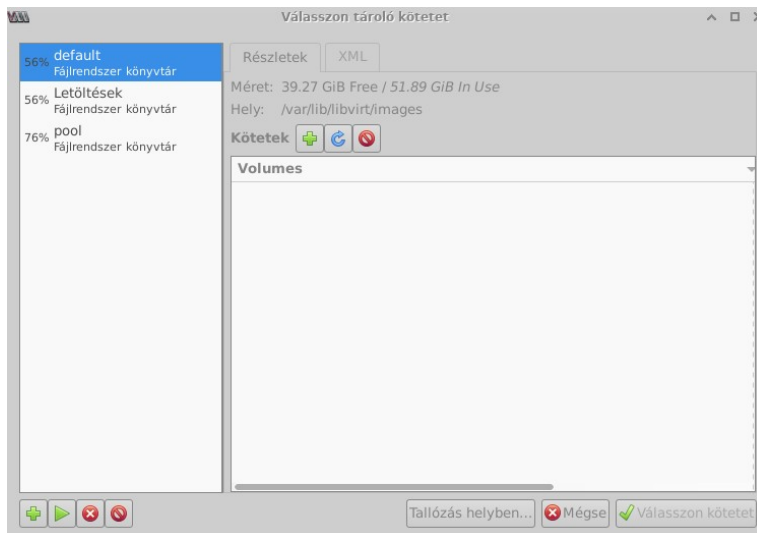 Válasszon tároló kötetet
56% default
Fájlrendszer könyvtár
56% Letöltések
Fájlrendszer könyvtár
76% pool
Fájlrendszer könyvtár
Részletek XML
Méret: 39.27 GiB Free / 51.89 GiB In Use
Hely: /var/lib/libvirt/images
Kötetek
Volumes
Tallózás helyben... Mégse Válasszon kötetet